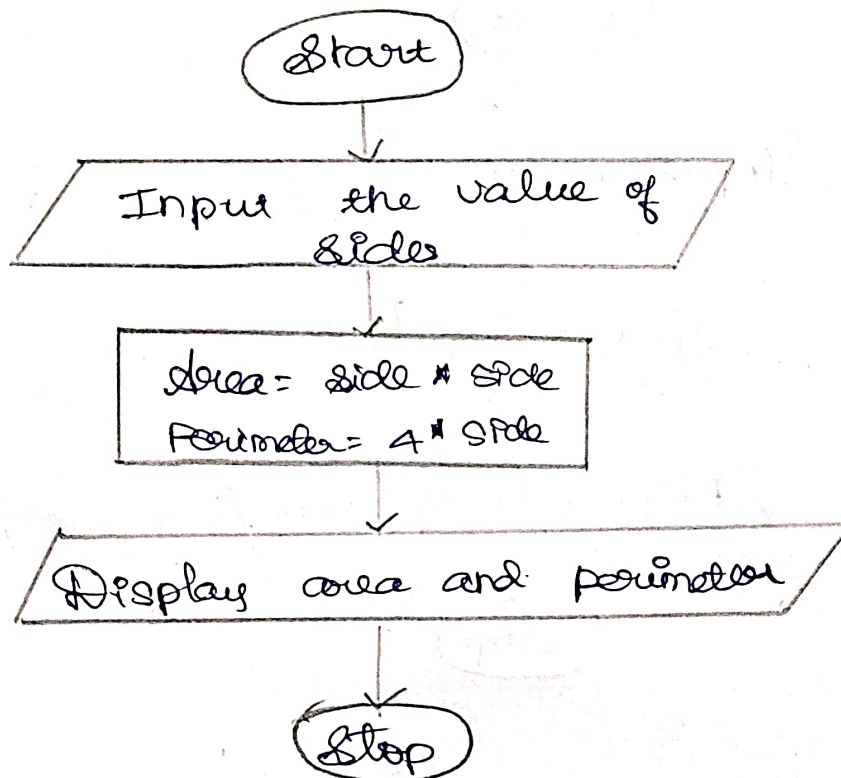 Start
Input the value of
sides
Area = side * side
Perimeter = 4 * side
Display area and perimeter
Stop